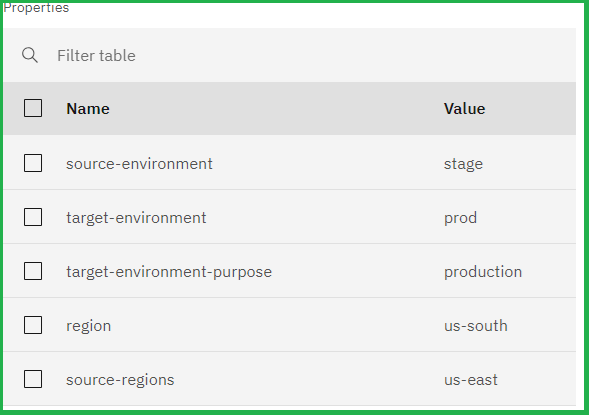 Properties
Filter table
Name Value
source-environment stage
target-environment prod
target-environment-purpose production
region us-south
source-regions us-east